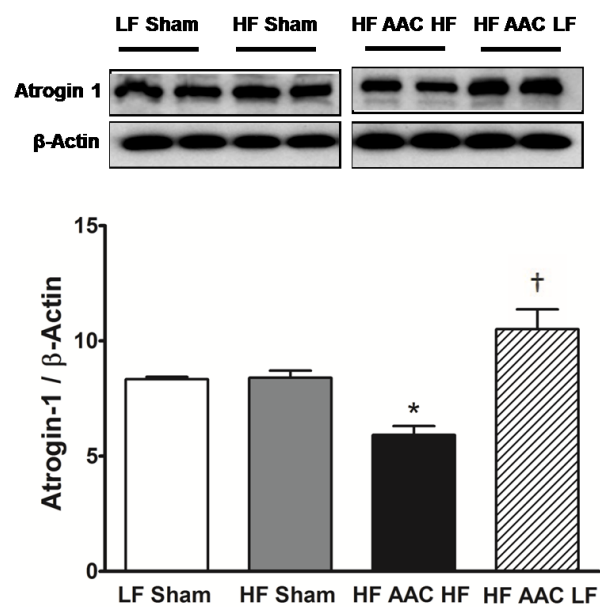 LF Sham HF Sham HF AAC HF HF AAC LF
Atrogin 1
β-Actin
15
10
5
0
Atrogin-1 / β-Actin
*
†
LF Sham HF Sham HF AAC HF HF AAC LF